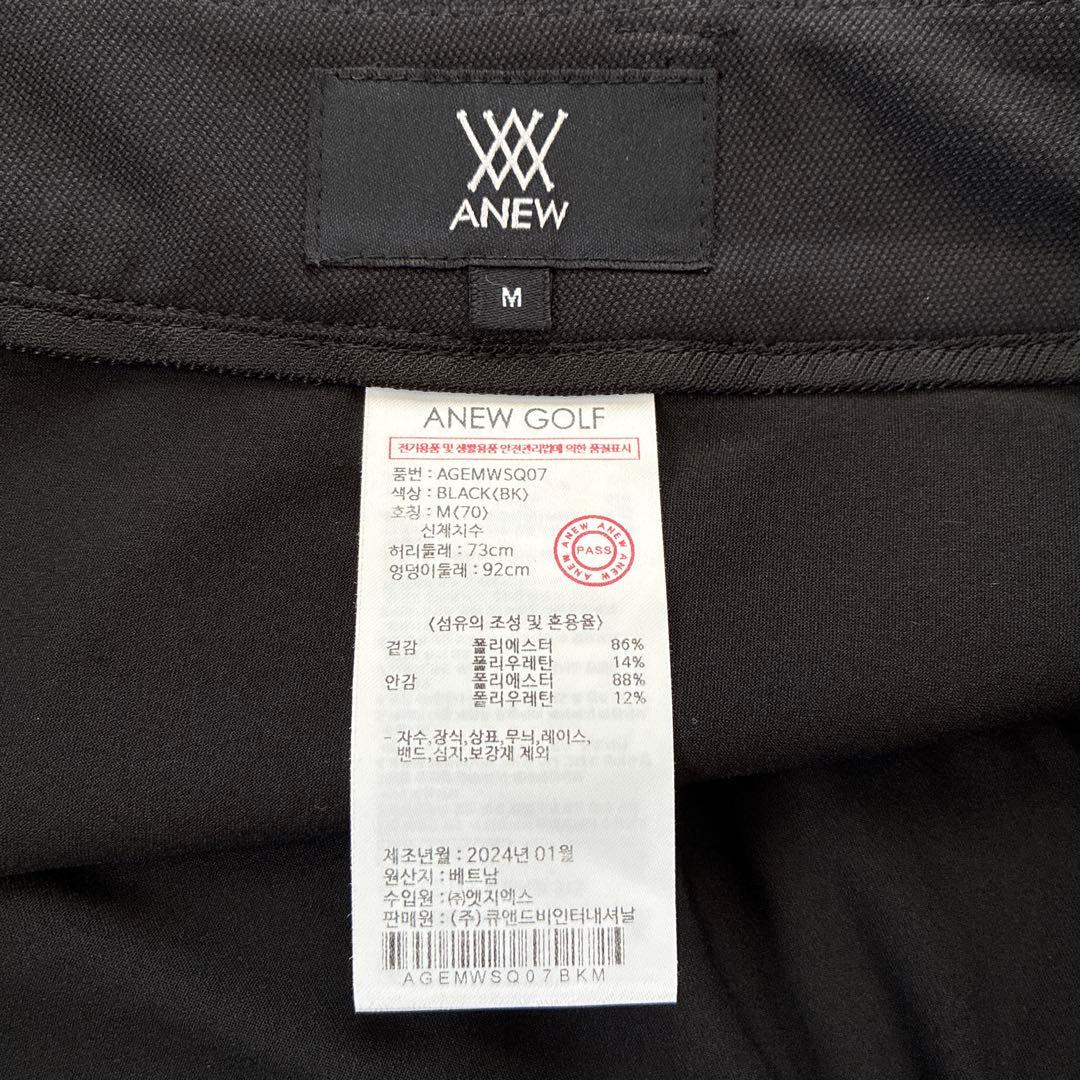 ANEW
M
ANEW GOLF
전기용품 및 생활용품 안전관리법에 의한 품질표시
품번 : AGEMWSQ07
색상 : BLACK(BK)
호칭 : M(70)
신체치수
허리둘레 : 73cm
엉덩이둘레 : 92cm
ANEW ANEW ANEW ANEW
PASS
<섬유의 조성 및 혼용율>
겉감 폴리에스터 86%
폴리우레탄 14%
안감 폴리에스터 88%
폴리우레탄 12%
- 자수,장식,상표,무늬,레이스,
밴드,심지,보강재 제외
제조년월 : 2024년 01월
원산지 : 베트남
수입원 : ㈜엣지엑스
판매원 : (주)큐앤드비인터내셔날
AGEMWSQ07BKM